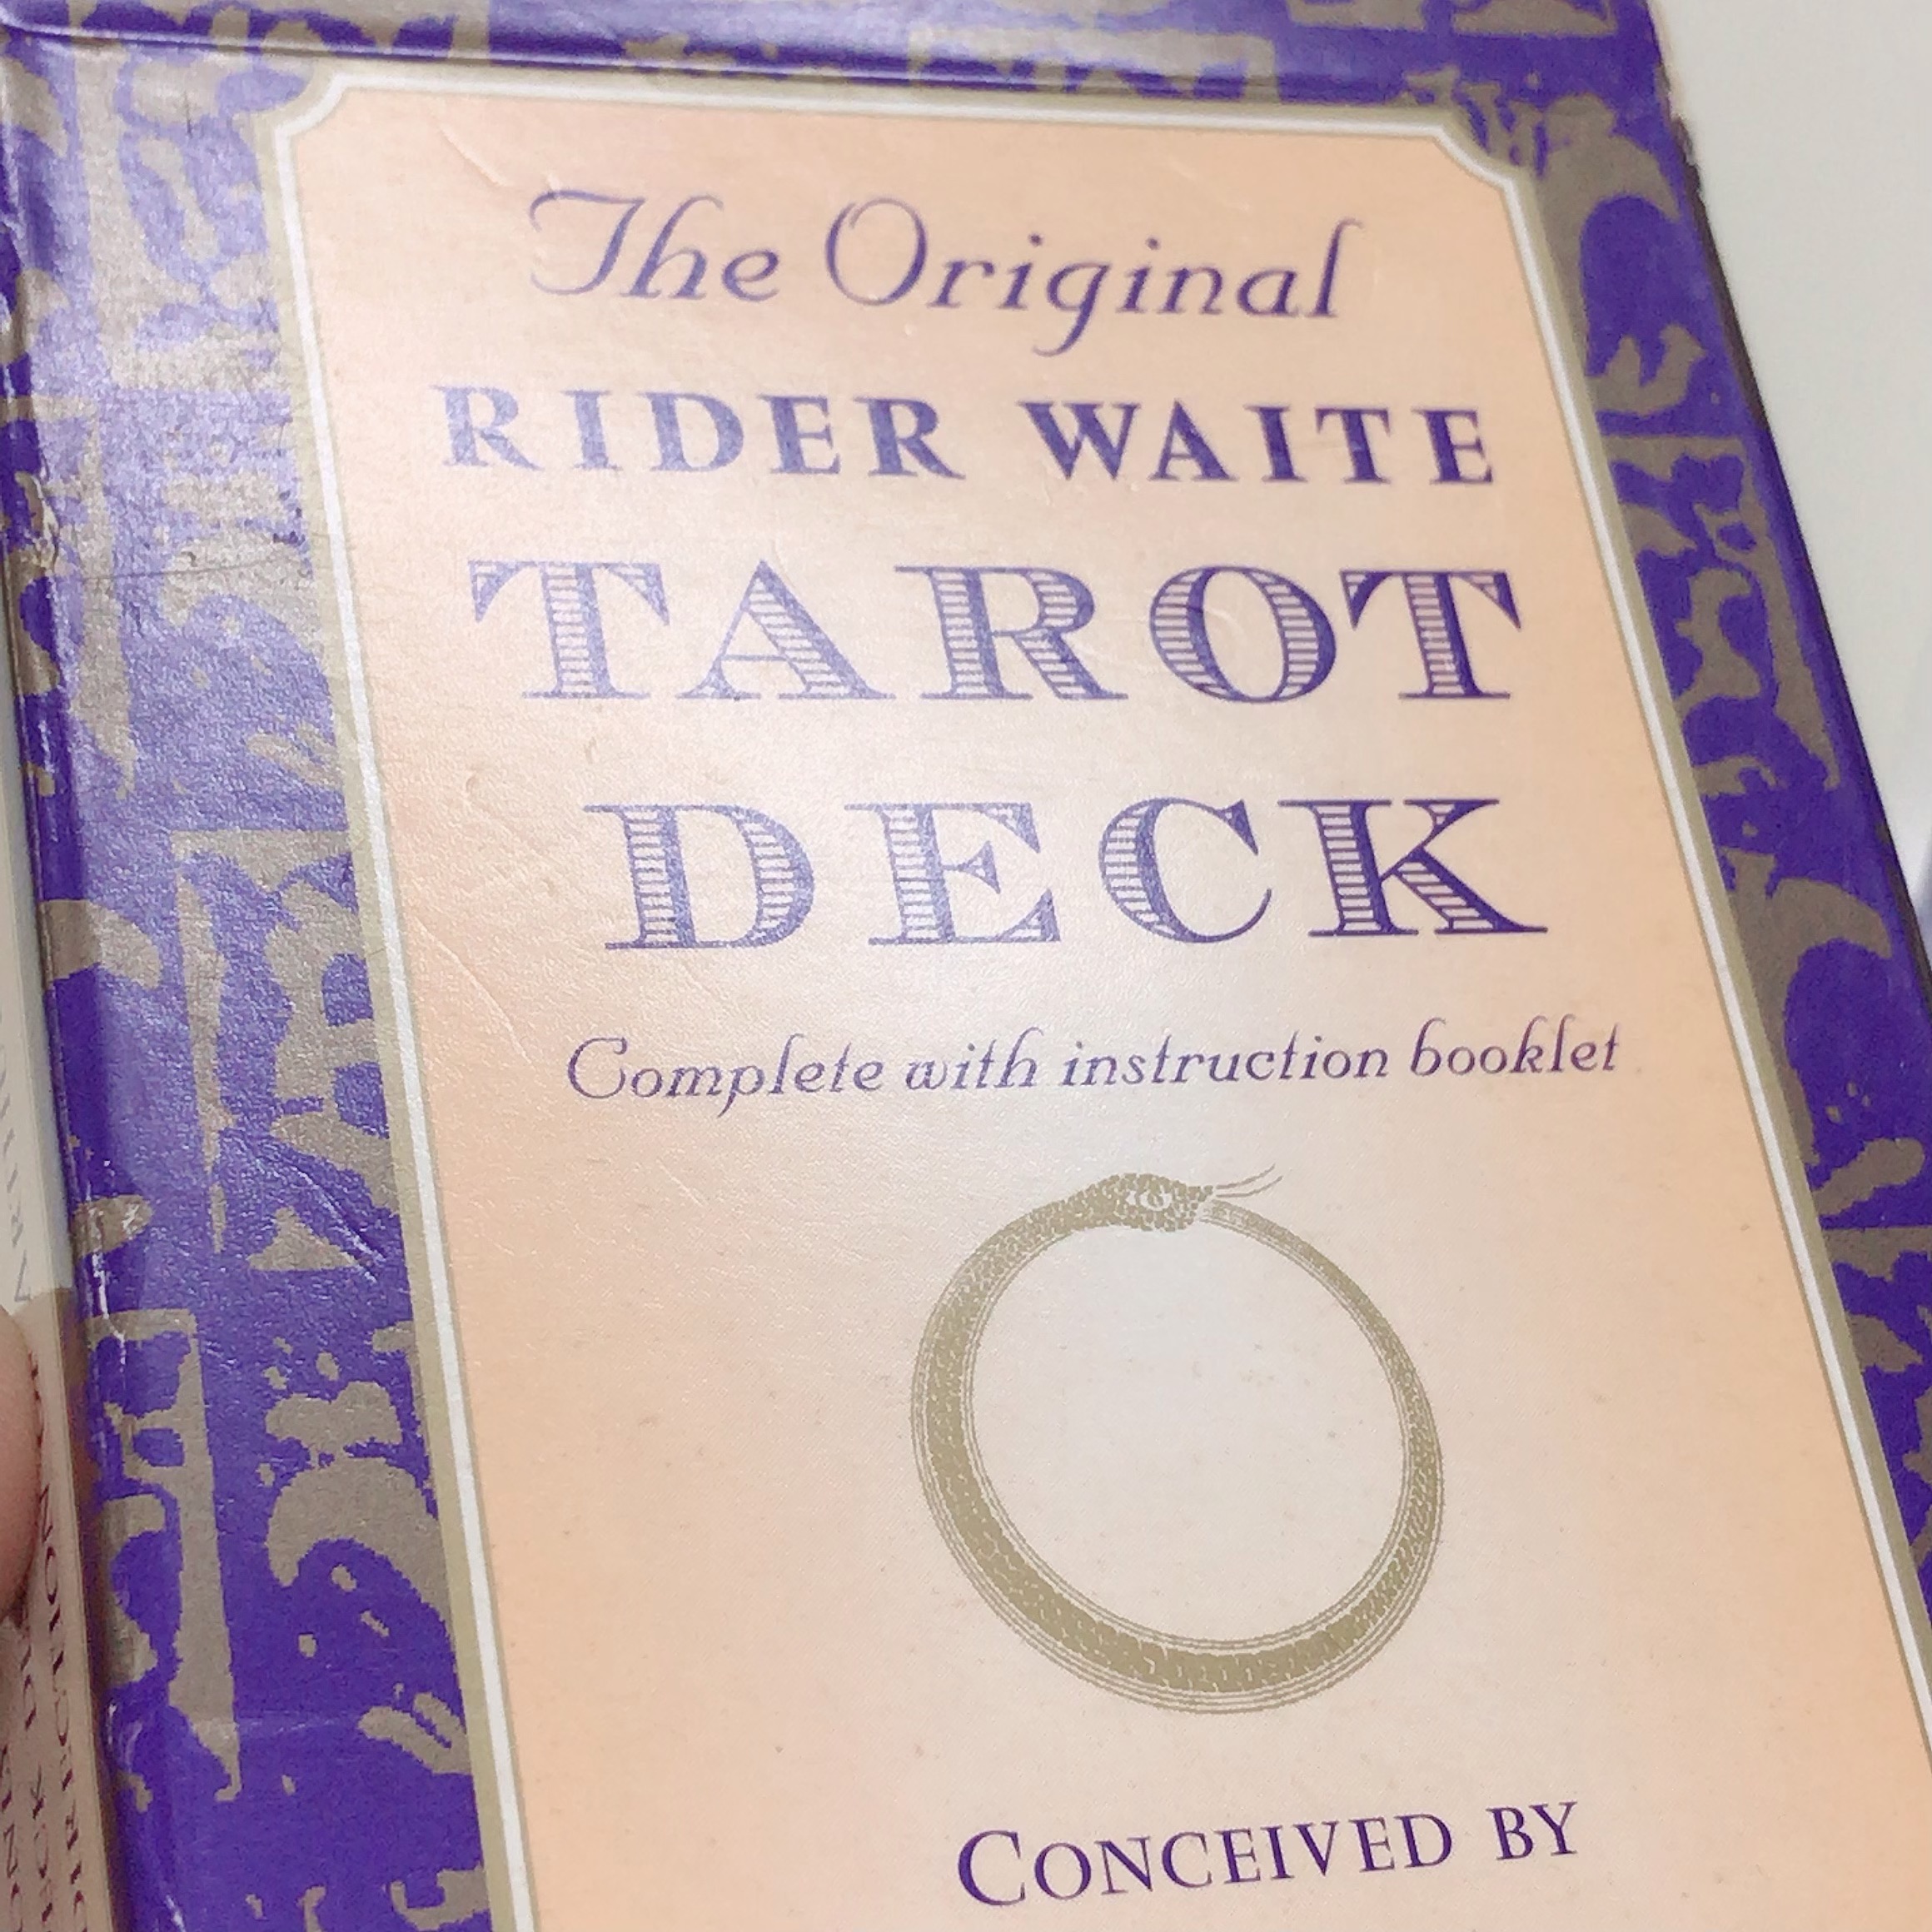 The Original
RIDER WAITE
TAROT
DECK
Complete with instruction booklet
CONCEIVED BY